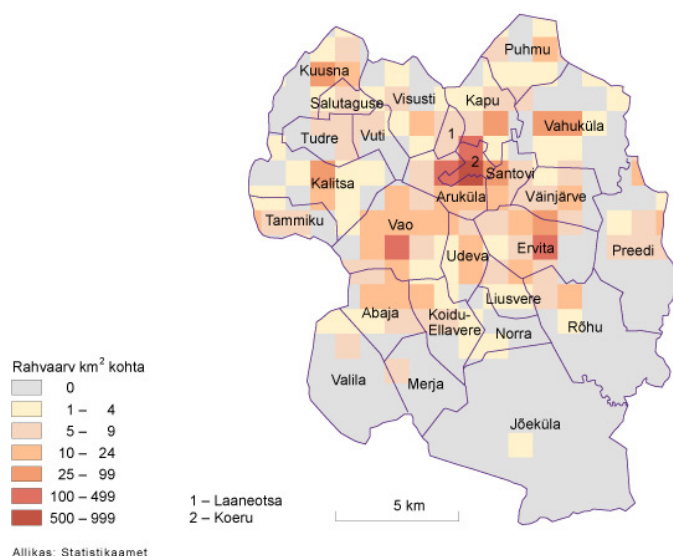 Puhmu
Kuusna
Salutaguse
Visusti
Kapu
Tudre
Vuti
1
Vahuküla
2
Santovi
Kalitsa
Aruküla
Väinjärve
Tammiku
Vao
Udeva
Ervita
Preedi
Abaja
Koidu-
Ellavere
Liusvere
Norra
Rõhu
Valila
Merja
Jõeküla
Rahvaarv km² kohta
0
1 – 4
5 – 9
10 – 24
25 – 99
100 – 499
500 – 999
1 – Laaneotsa
2 – Koeru
5 km
Allikas: Statistikaamet